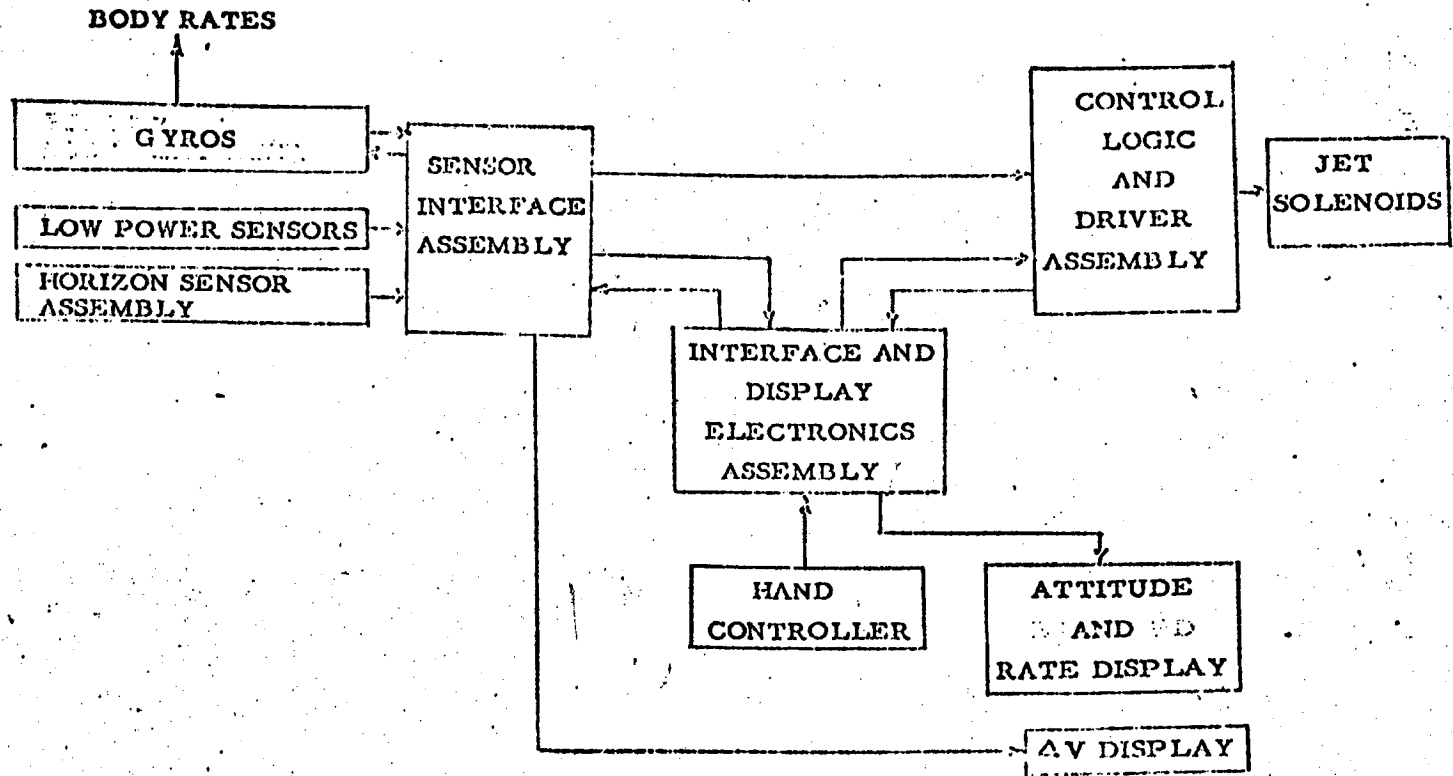 BODY RATES
GYROS
LOW POWER SENSORS
HORIZON SENSOR
ASSEMBLY
SENSOR
INTERFACE
ASSEMBLY
CONTROL
LOGIC
AND
DRIVER
ASSEMBLY
JET
SOLENOIDS
INTERFACE AND
DISPLAY
ELECTRONICS
ASSEMBLY
HAND
CONTROLLER
ATTITUDE
AND
RATE DISPLAY
ΔV DISPLAY